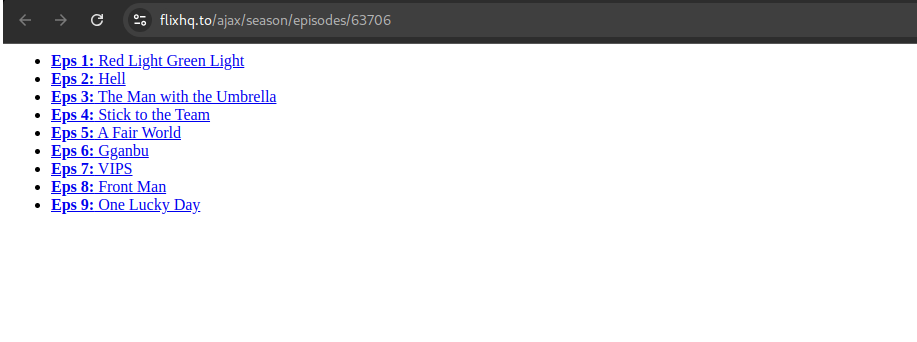 flixhq.to/ajax/season/episodes/63706
Eps 1: Red Light Green Light
Eps 2: Hell
Eps 3: The Man with the Umbrella
Eps 4: Stick to the Team
Eps 5: A Fair World
Eps 6: Gganbu
Eps 7: VIPS
Eps 8: Front Man
Eps 9: One Lucky Day